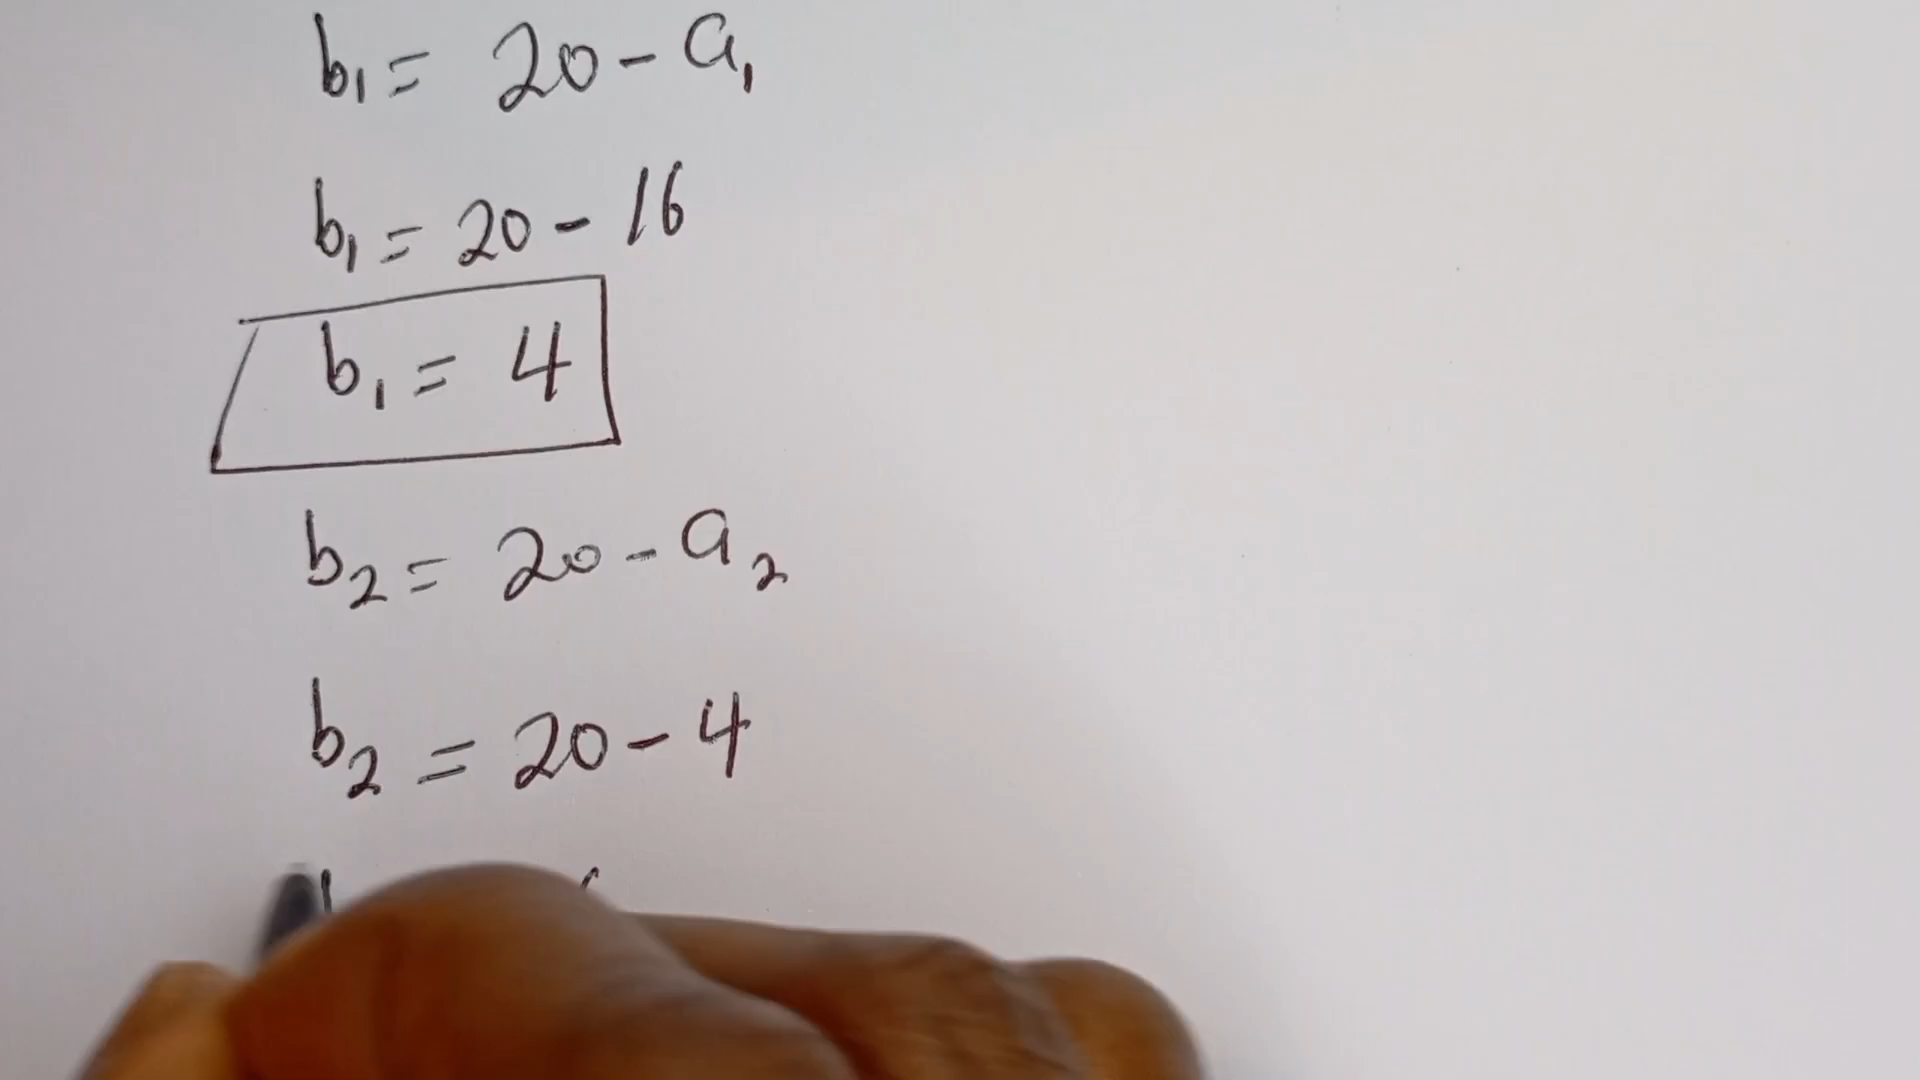 b₁ = 20 - a₁
b₁ = 20 - 16
b₁ = 4
b₂ = 20 - a₂
b₂ = 20 - 4